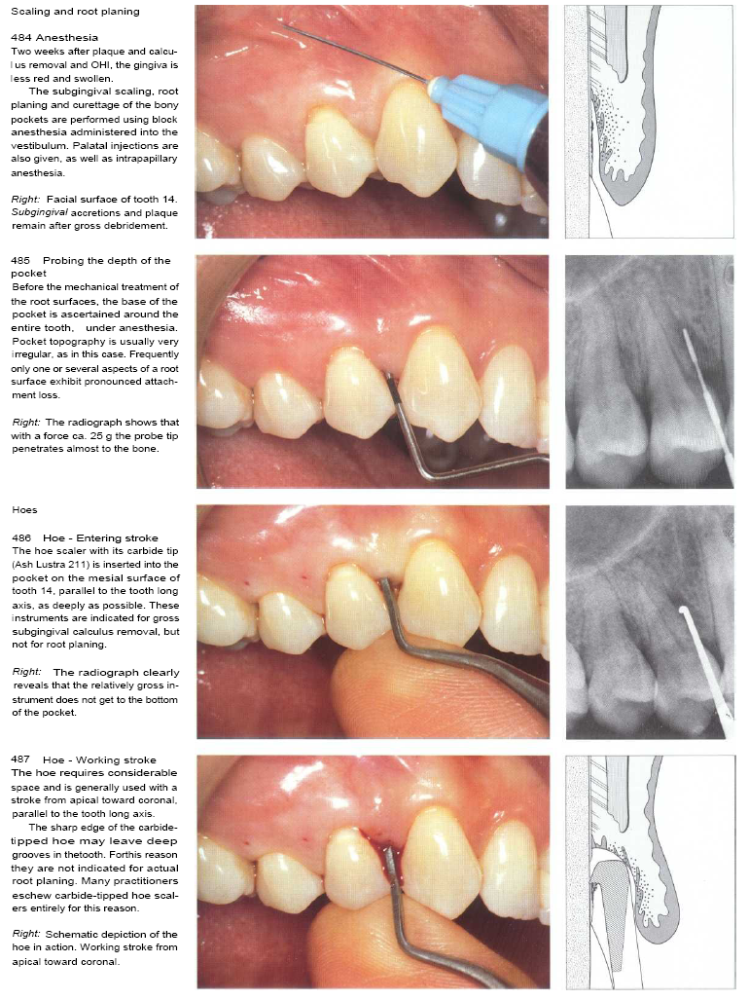 Scaling and root planing
484 Anesthesia
Two weeks after plaque and calcu-
lus removal and OHI, the gingiva is
less red and swollen.
The subgingival scaling, root
planing and curettage of the bony
pockets are performed using block
anesthesia administered into the
vestibulum. Palatal injections are
also given, as well as intrapapillary
anesthesia.
Right: Facial surface of tooth 14.
Subgingival accretions and plaque
remain after gross debridement.
485 Probing the depth of the
pocket
Before the mechanical treatment of
the root surfaces, the base of the
pocket is ascertained around the
entire tooth, under anesthesia.
Pocket topography is usually very
irregular, as in this case. Frequently
only one or several aspects of a root
surface exhibit pronounced attach-
ment loss.
Right: The radiograph shows that
with a force ca. 25 g the probe tip
penetrates almost to the bone.
Hoes
486 Hoe - Entering stroke
The hoe scaler with its carbide tip
(Ash Lustra 211) is inserted into the
pocket on the mesial surface of
tooth 14, parallel to the tooth long
axis, as deeply as possible. These
instruments are indicated for gross
subgingival calculus removal, but
not for root planing.
Right: The radiograph clearly
reveals that the relatively gross in-
strument does not get to the bottom
of the pocket.
487 Hoe - Working stroke
The hoe requires considerable
space and is generally used with a
stroke from apical toward coronal,
parallel to the tooth long axis.
The sharp edge of the carbide-
tipped hoe may leave deep
grooves in thetooth. Forthis reason
they are not indicated for actual
root planing. Many practitioners
eschew carbide-tipped hoe scal-
ers entirely for this reason.
Right: Schematic depiction of the
hoe in action. Working stroke from
apical toward coronal.